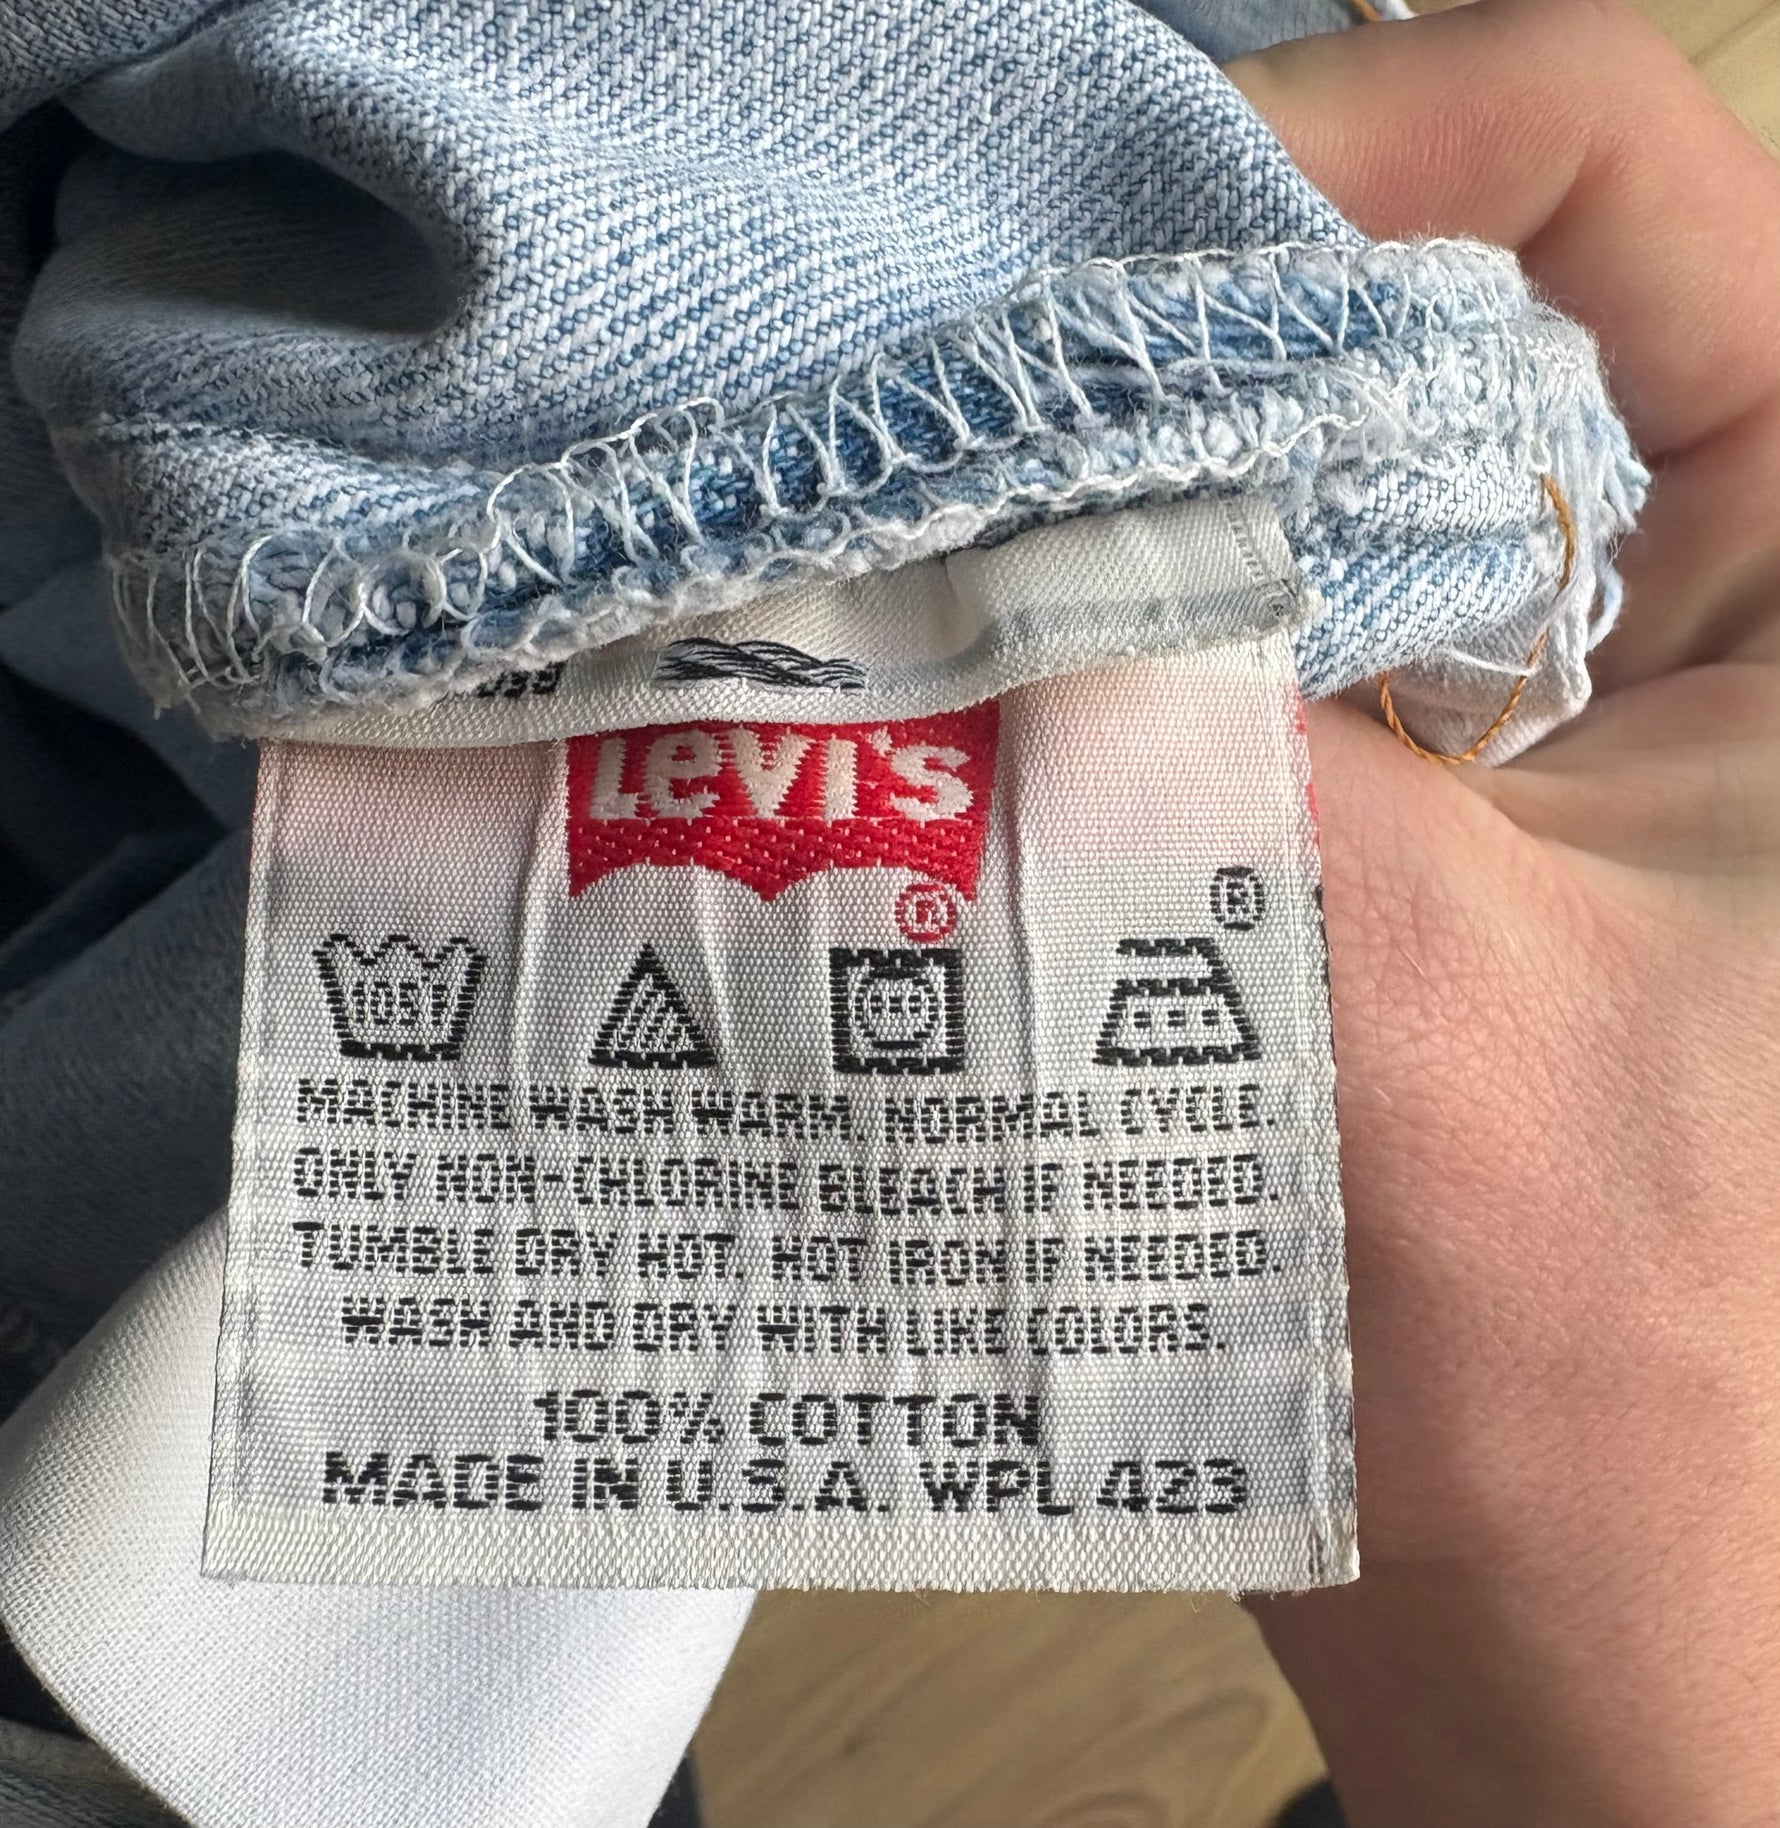 Levi's
®
®
105F
MACHINE WASH WARM. NORMAL CYCLE.
ONLY NON-CHLORINE BLEACH IF NEEDED.
TUMBLE DRY HOT. HOT IRON IF NEEDED.
WASH AND DRY WITH LIKE COLORS.
100% COTTON
MADE IN U.S.A. WPL 423